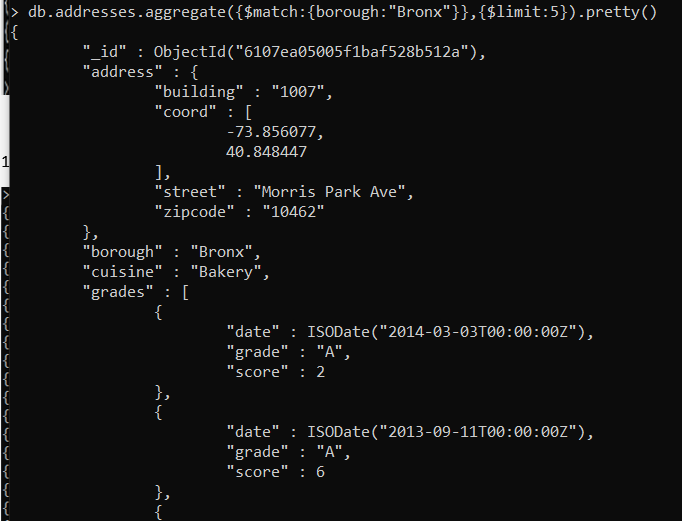 > db.addresses.aggregate({$match:{borough:"Bronx"}},{$limit:5}).pretty()
{
        "_id" : ObjectId("6107ea05005f1baf528b512a"),
        "address" : {
                "building" : "1007",
                "coord" : [
                        -73.856077,
                        40.848447
                ],
                "street" : "Morris Park Ave",
                "zipcode" : "10462"
        },
        "borough" : "Bronx",
        "cuisine" : "Bakery",
        "grades" : [
                {
                        "date" : ISODate("2014-03-03T00:00:00Z"),
                        "grade" : "A",
                        "score" : 2
                },
                {
                        "date" : ISODate("2013-09-11T00:00:00Z"),
                        "grade" : "A",
                        "score" : 6
                },
                {